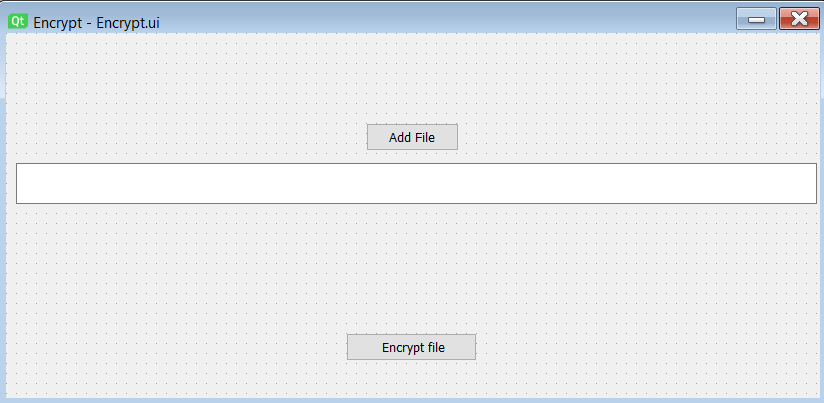 Qt Encrypt - Encrypt.ui
Add File
Encrypt file